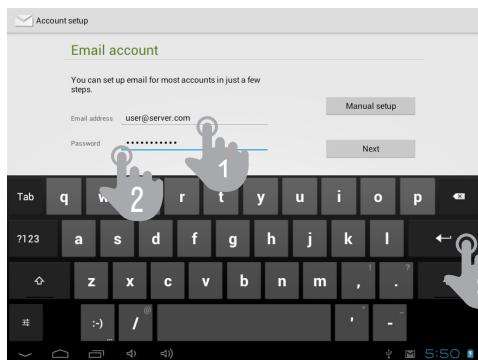 Account setup
Email account
You can set up email for most accounts in just a few
steps.
Manual setup
Email address user@server.com
Password •••••••••••
Next
1
2
Tab q w r t y u i o p
?123 a s d f g h j k l
z x c v b n m , ! . ?
:-) ... / @ ' " - _
5:50